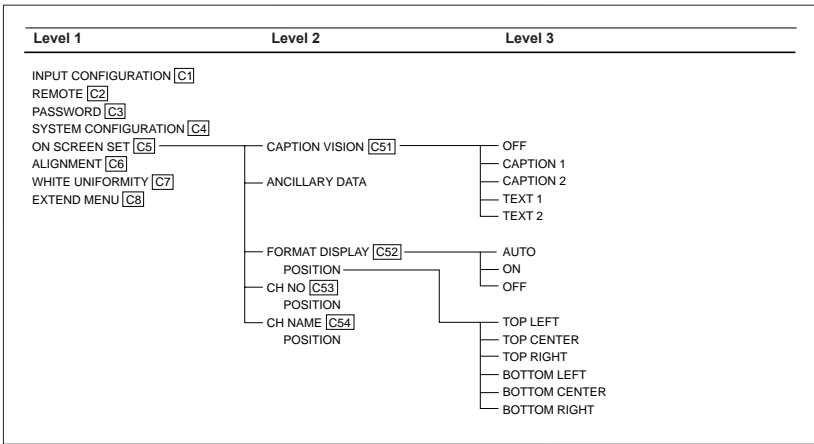 Level 1 Level 2 Level 3
INPUT CONFIGURATION C1
REMOTE C2
PASSWORD C3
SYSTEM CONFIGURATION C4
ON SCREEN SET C5 CAPTION VISION C51 OFF
ALIGNMENT C6 CAPTION 1
WHITE UNIFORMITY C7 ANCILLARY DATA CAPTION 2
EXTEND MENU C8 TEXT 1
TEXT 2
FORMAT DISPLAY C52 AUTO
POSITION ON
CH NO C53 OFF
POSITION
CH NAME C54 TOP LEFT
POSITION TOP CENTER
TOP RIGHT
BOTTOM LEFT
BOTTOM CENTER
BOTTOM RIGHT